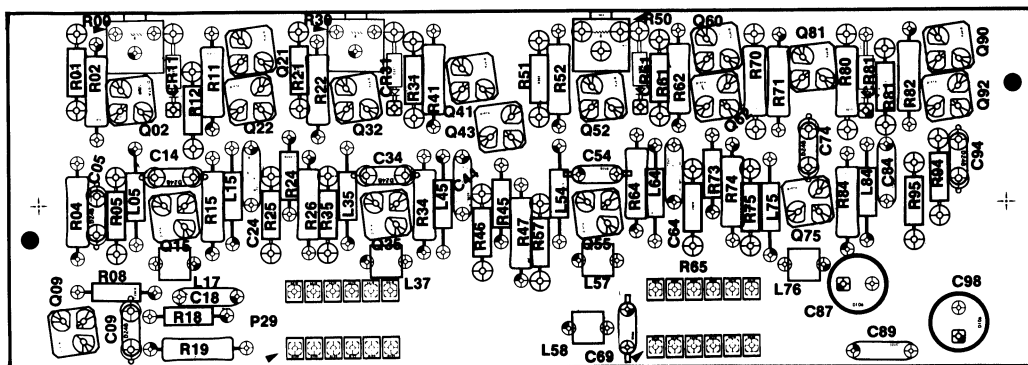 R00 R30 R50 Q60 Q81 Q90
R01 R02 CR11 R12 R11 Q21 R21 R22 CR31 R31 R41 R51 R52 R61 R62 R70 R71 R80 R81 R82
Q02 Q22 Q32 Q41 Q43 Q52 Q62 Q92
C05 C14 C34 C44 C54 C74 C94
R04 R05 L05 R15 L15 C24 R24 R25 R26 R35 L35 R34 L45 R46 R45 R47 R57 L54 R64 L64 C64 R73 R74 R75 L75 R84 L84 C84 R95 R94
Q15 Q35 Q55 Q75
Q09 R08 L17 L37 L57 R65 L76 C98
C18 C87
C09 R18 P29
R19 L58 C69 C89